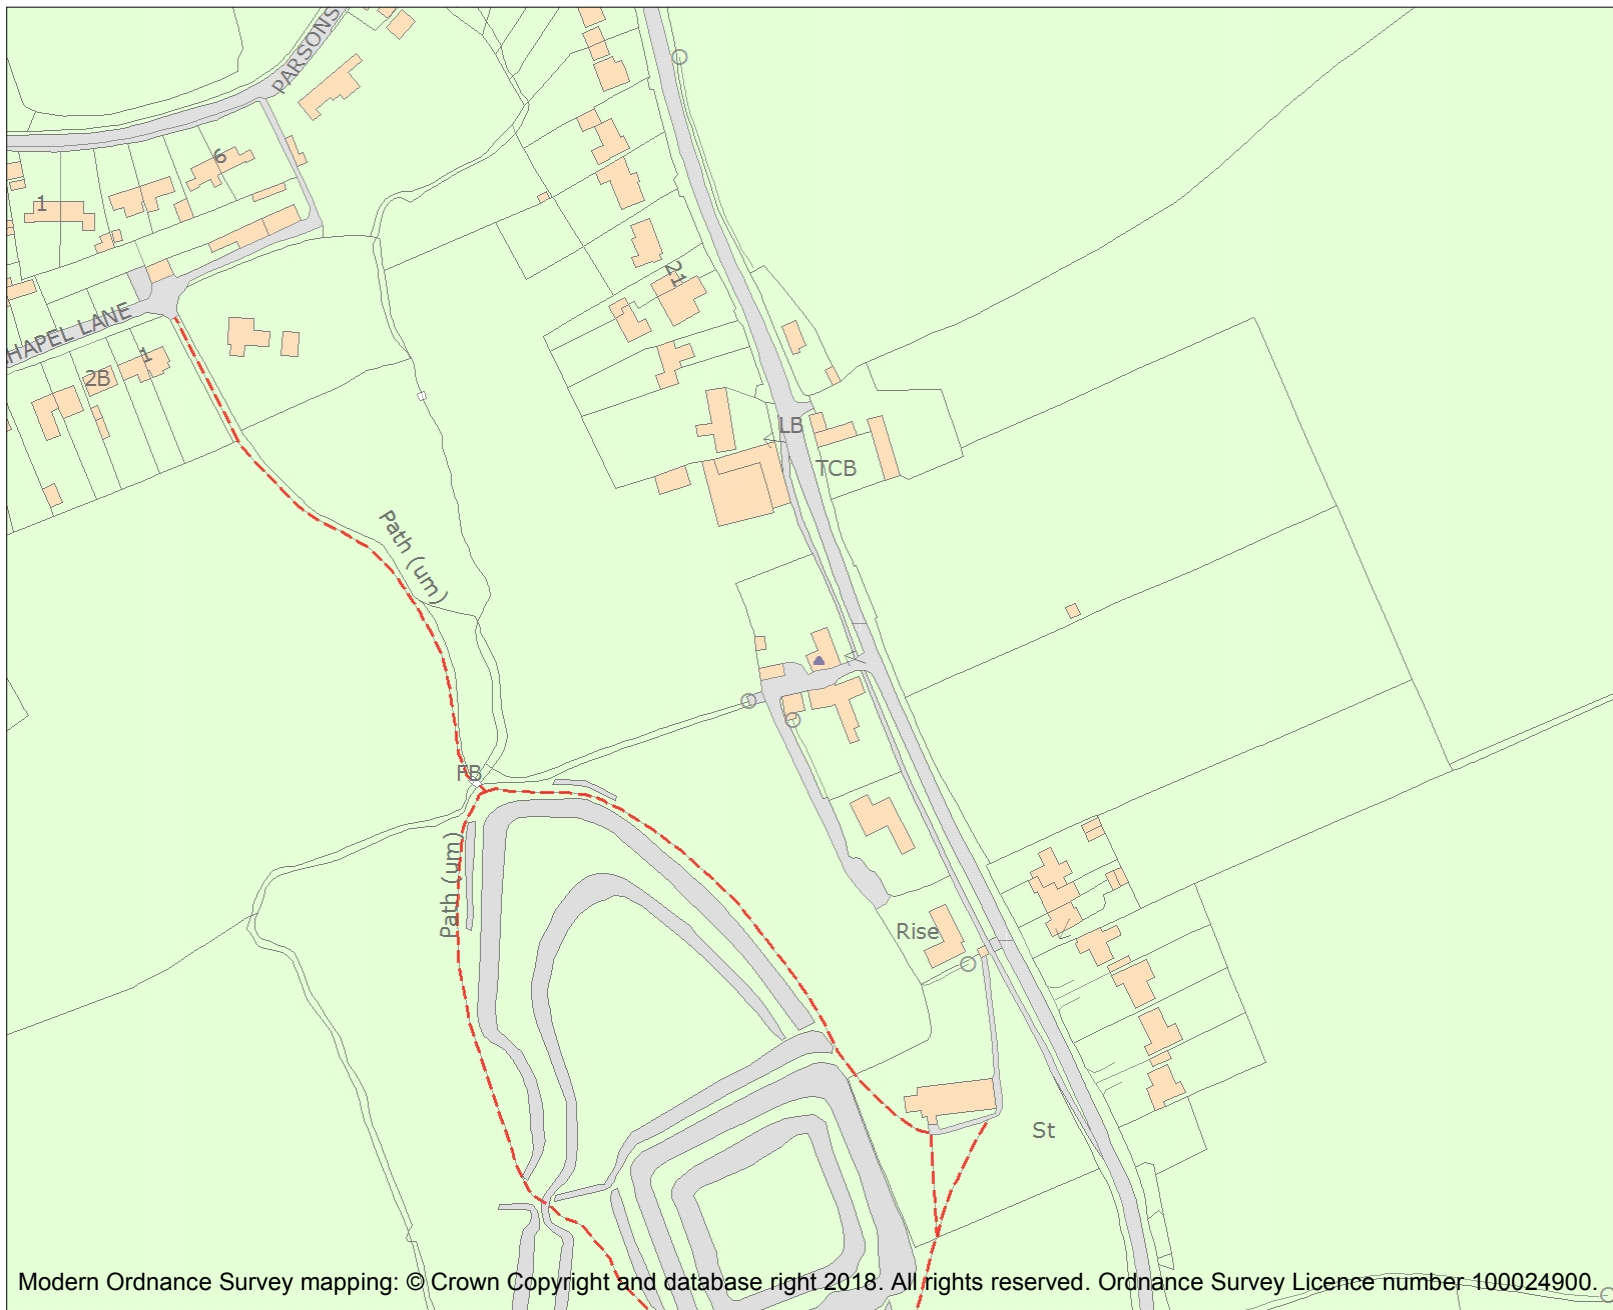 PARSONS
6
1
21
HAPEL LANE
1
2B
LB
TCB
Path (um)
FB
Path (um)
Rise
St
Modern Ordnance Survey mapping: © Crown Copyright and database right 2018. All rights reserved. Ordnance Survey Licence number 100024900.